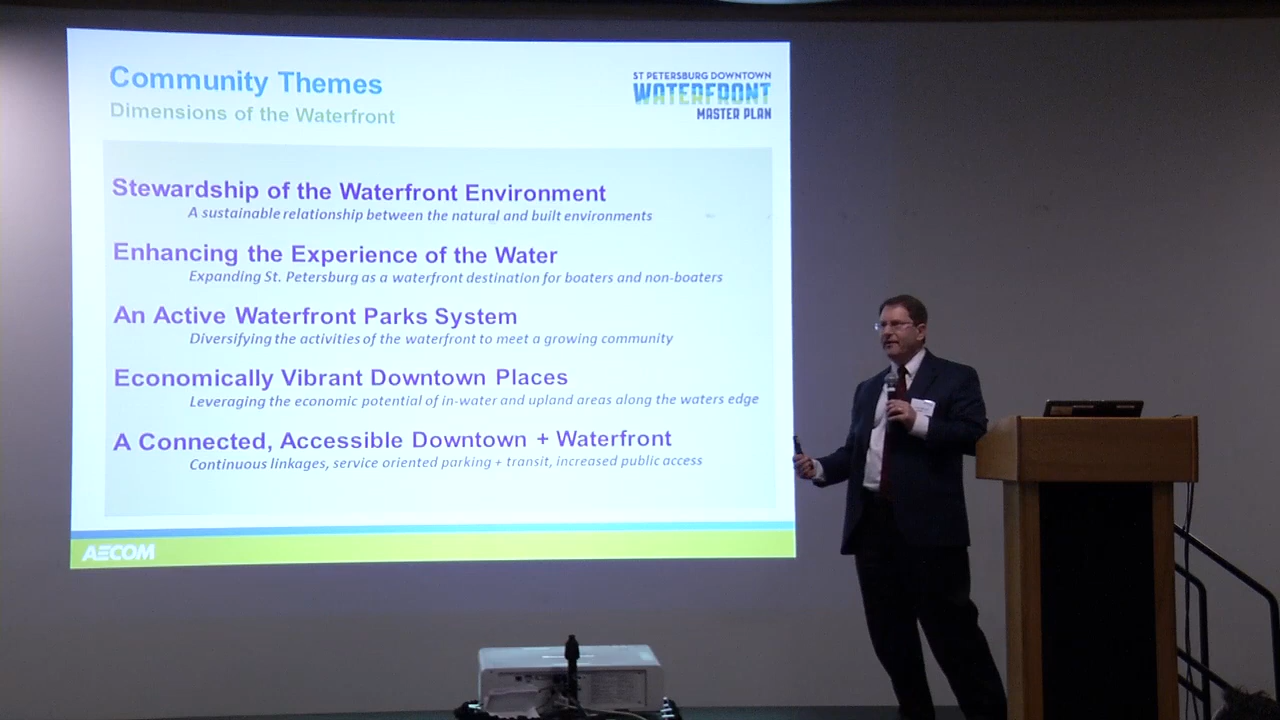 Community Themes
Dimensions of the Waterfront
ST PETERSBURG DOWNTOWN
WATERFRONT
MASTER PLAN
Stewardship of the Waterfront Environment
A sustainable relationship between the natural and built environments
Enhancing the Experience of the Water
Expanding St. Petersburg as a waterfront destination for boaters and non-boaters
An Active Waterfront Parks System
Diversifying the activities of the waterfront to meet a growing community
Economically Vibrant Downtown Places
Leveraging the economic potential of in-water and upland areas along the waters edge
A Connected, Accessible Downtown + Waterfront
Continuous linkages, service oriented parking + transit, increased public access
AECOM